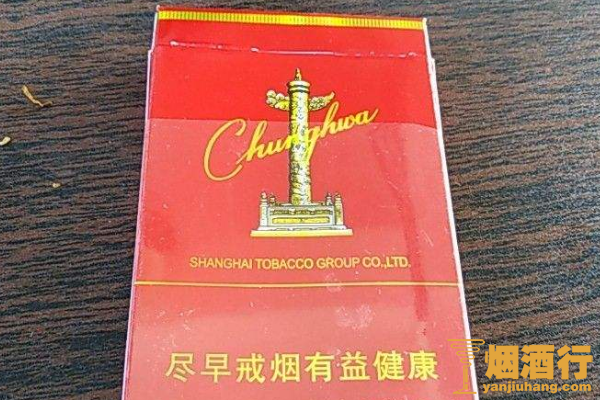 Chunghwa
SHANGHAI TOBACCO GROUP CO.,LTD.
尽早戒烟有益健康
烟酒行
yanjiuhang.com